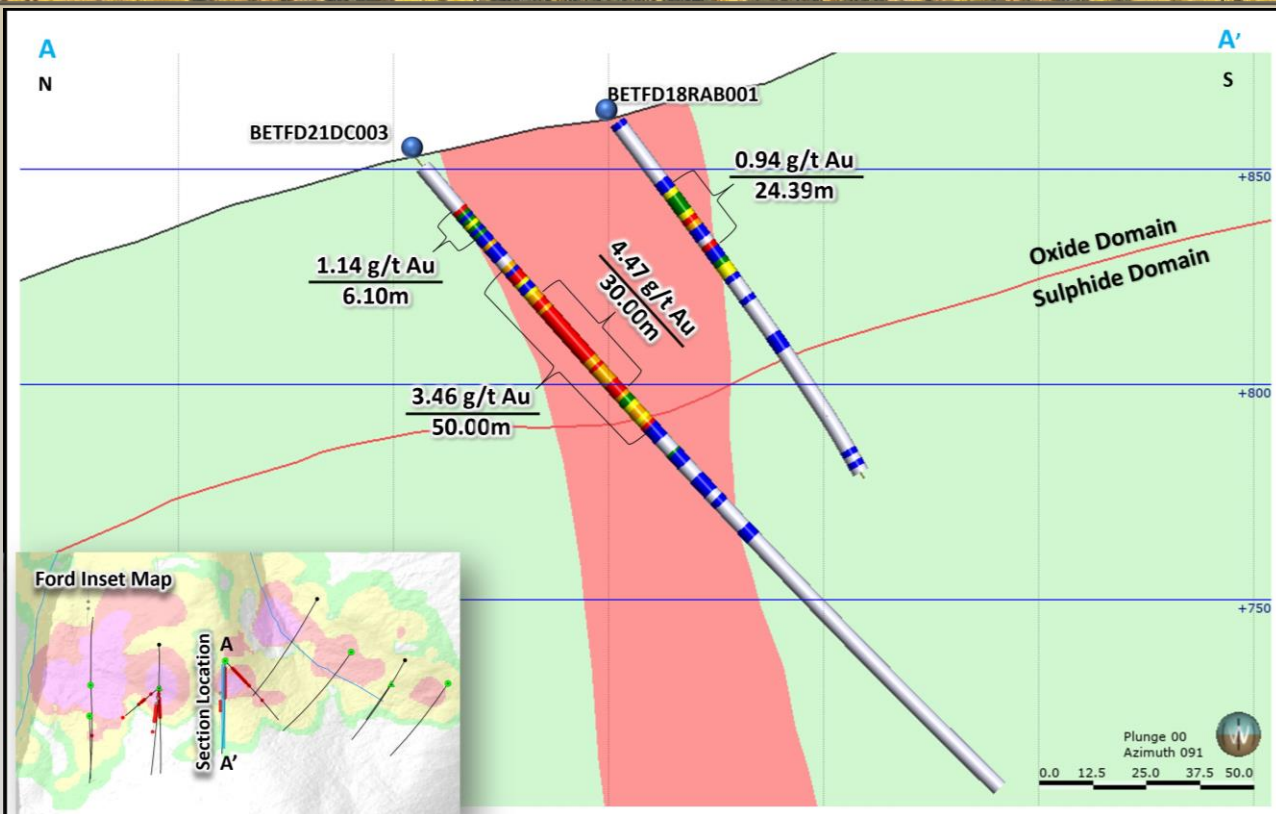 A
A'
N
S
BETFD18RAB001
BETFD21DC003
0.94 g/t Au
24.39m
+850
Oxide Domain
Sulphide Domain
1.14 g/t Au
6.10m
4.47 g/t Au
30.00m
3.46 g/t Au
50.00m
+800
+750
Ford Inset Map
Section Location
A
A'
Plunge 00
Azimuth 091
0.0 12.5 25.0 37.5 50.0